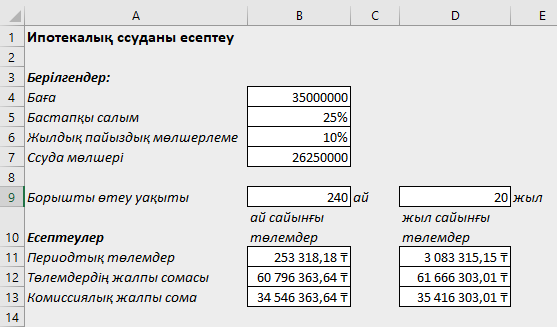 A B C D E
1 Ипотекалық ссуданы есептеу
2
3 Берілгендер:
4 Баға 35000000
5 Бастапқы салым 25%
6 Жылдық пайыздық мөлшерлеме 10%
7 Ссуда мөлшері 26250000
8
9 Борышты өтеу уақыты 240 ай 20 жыл
ай сайынғы жыл сайынғы
10 Есептеулер төлемдер төлемдер
11 Периодтық төлемдер 253 318,18 ₸ 3 083 315,15 ₸
12 Төлемдердің жалпы сомасы 60 796 363,64 ₸ 61 666 303,01 ₸
13 Комиссиялық жалпы сома 34 546 363,64 ₸ 35 416 303,01 ₸
14